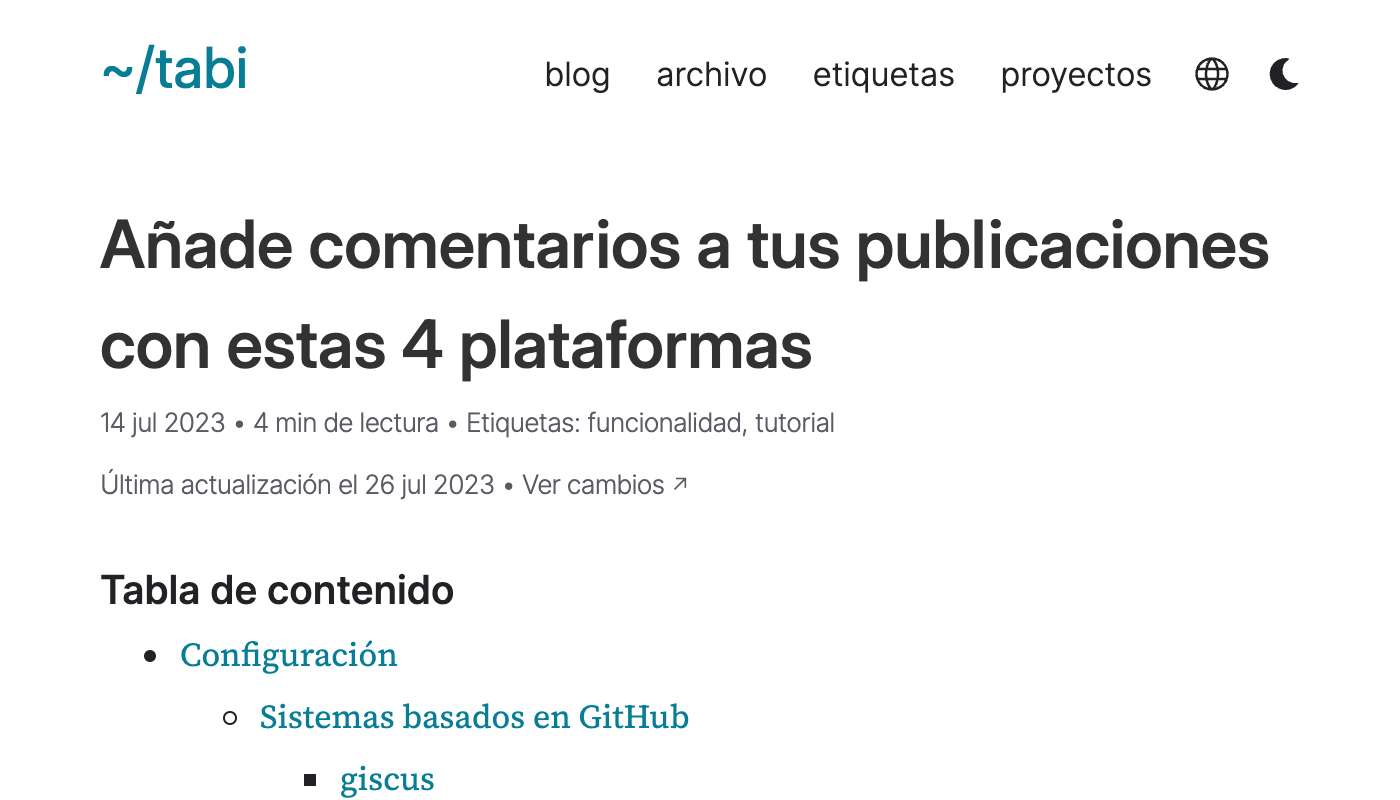 ~/tabi
blog archivo etiquetas proyectos
Añade comentarios a tus publicaciones
con estas 4 plataformas
14 jul 2023 • 4 min de lectura • Etiquetas: funcionalidad, tutorial
Última actualización el 26 jul 2023 • Ver cambios ↗
Tabla de contenido
Configuración
Sistemas basados en GitHub
giscus